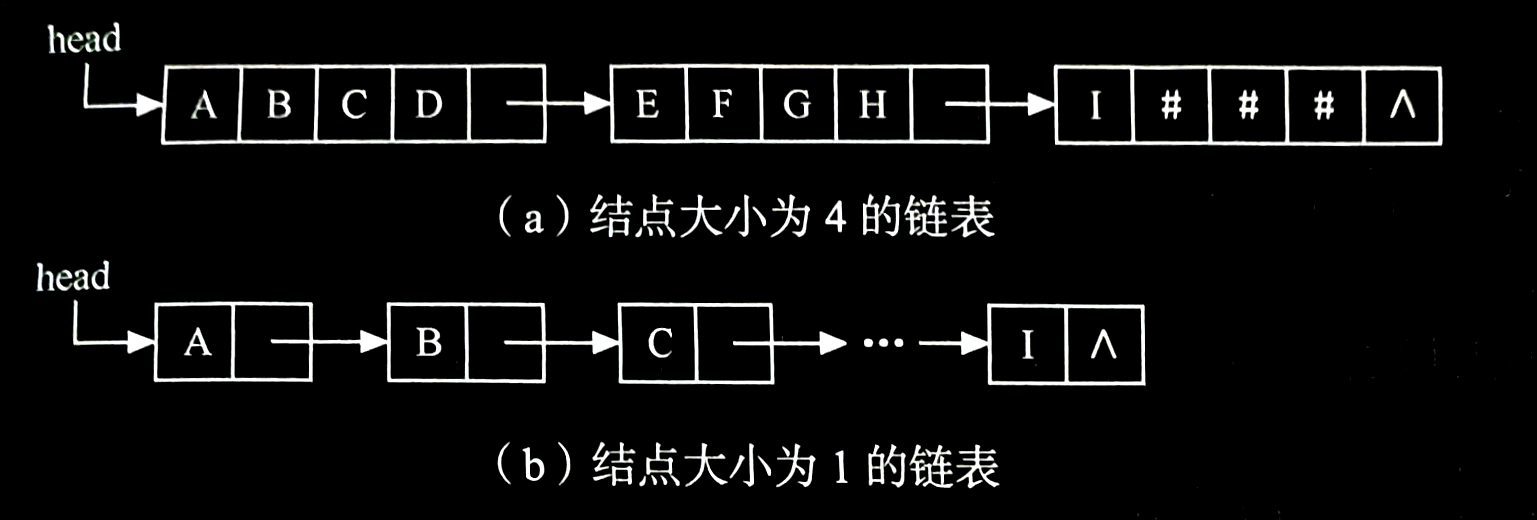 head
A B C D E F G H I # # # ∧
（a）结点大小为 4 的链表
head
A B C ··· I ∧
（b）结点大小为 1 的链表